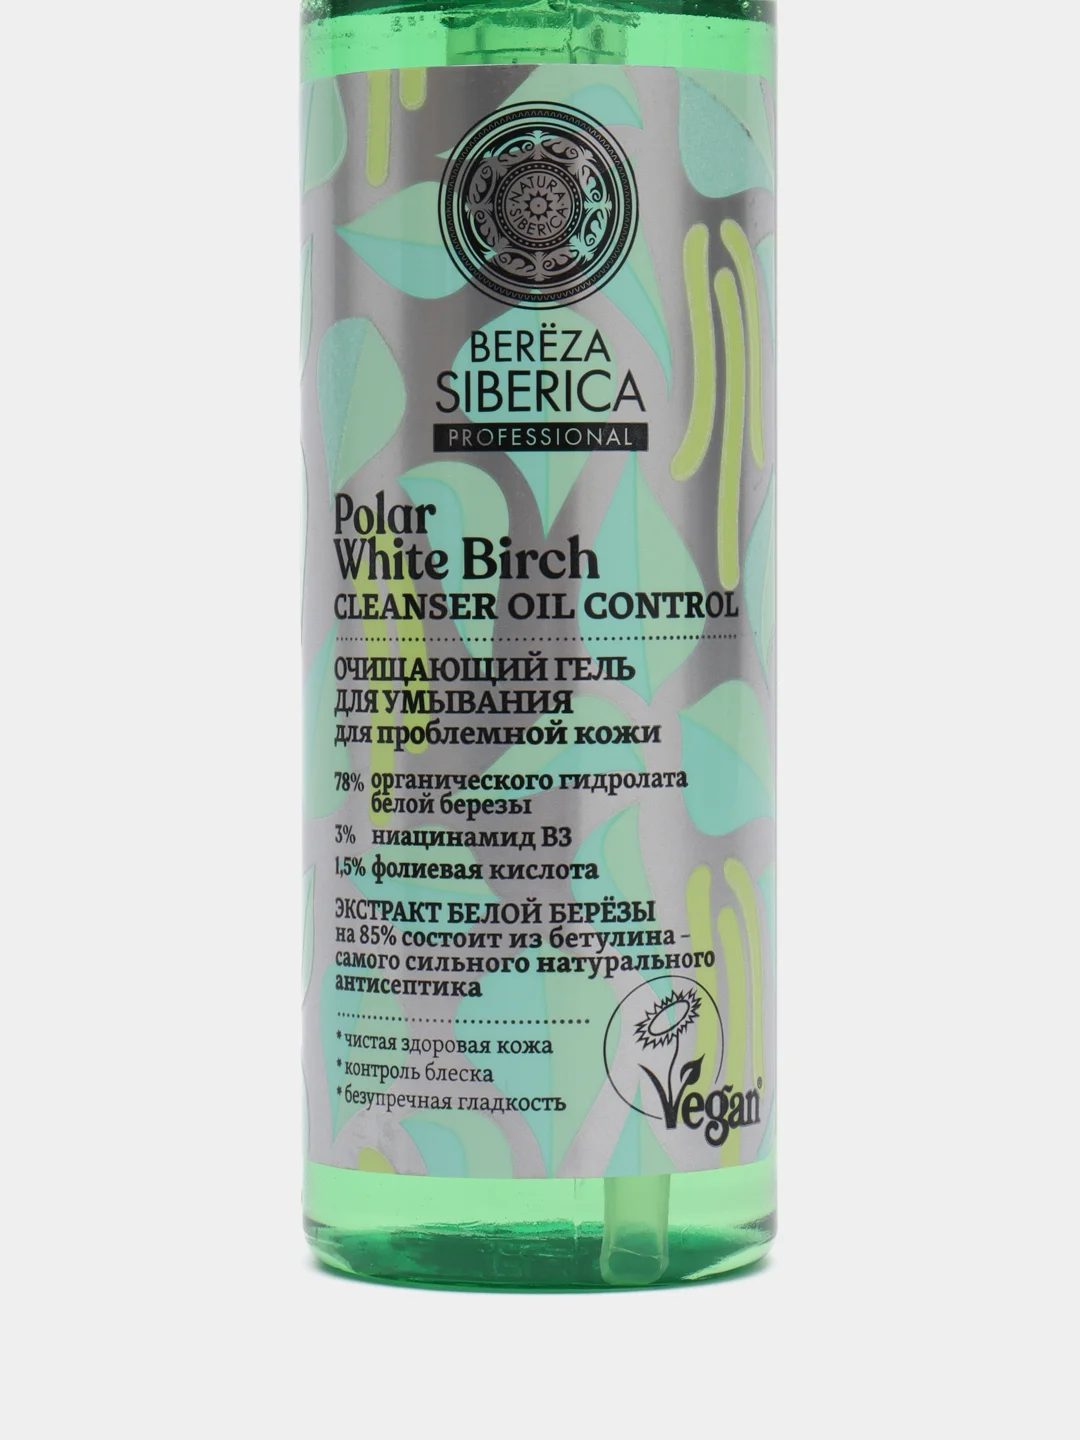 NATURA
SIBERICA
BERËZA
SIBERICA
PROFESSIONAL
Polar
White Birch
CLEANSER OIL CONTROL
ОЧИЩАЮЩИЙ ГЕЛЬ
ДЛЯ УМЫВАНИЯ
для проблемной кожи
78% органического гидролата
белой березы
3% ниацинамид B3
1,5% фолиевая кислота
ЭКСТРАКТ БЕЛОЙ БЕРЁЗЫ
на 85% состоит из бетулина –
самого сильного натурального
антисептика
*чистая здоровая кожа
*контроль блеска
*безупречная гладкость
Vegan®